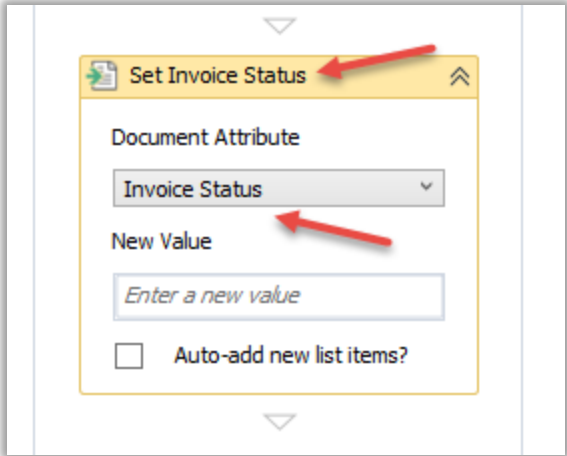 Set Invoice Status
Document Attribute
Invoice Status
New Value
Enter a new value
Auto-add new list items?